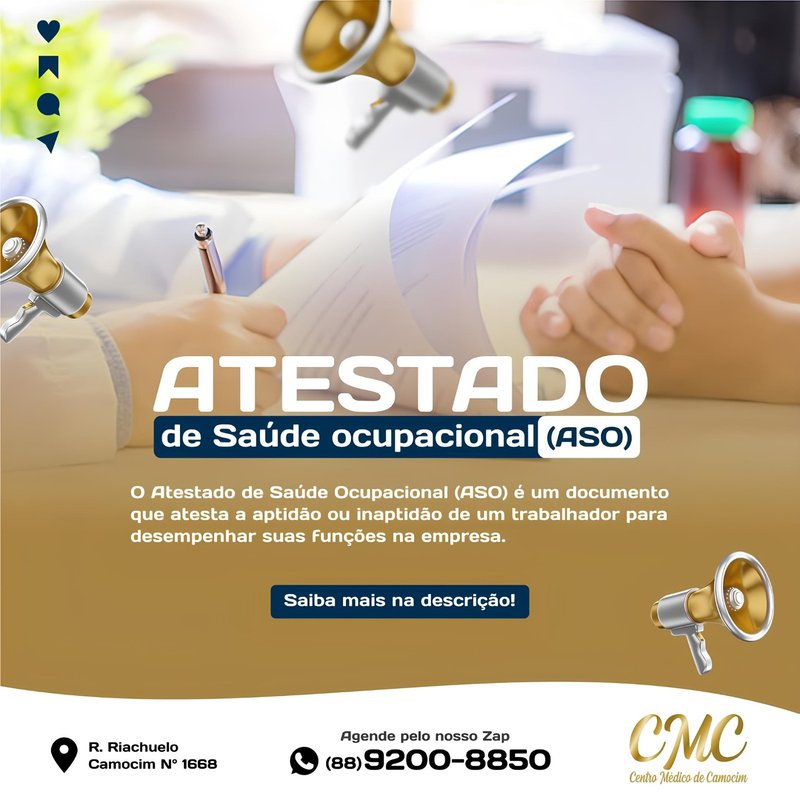 ATESTADO
de Saúde ocupacional (ASO)
O Atestado de Saúde Ocupacional (ASO) é um documento
que atesta a aptidão ou inaptidão de um trabalhador para
desempenhar suas funções na empresa.
Saiba mais na descrição!
R. Riachuelo
Camocim Nº 1668
Agende pelo nosso Zap
(88)9200-8850
CMC
Centro Médico de Camocim